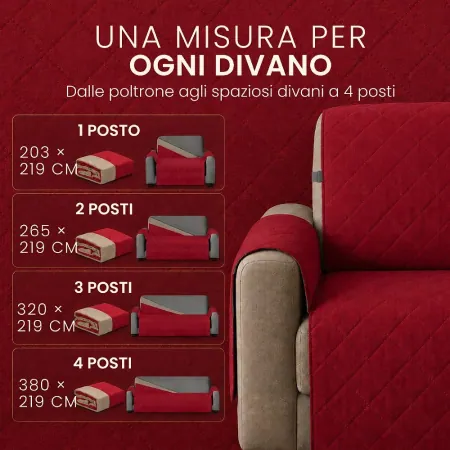 UNA MISURA PER
OGNI DIVANO
Dalle poltrone agli spaziosi divani a 4 posti
1 POSTO
203 ×
219 CM
2 POSTI
265 ×
219 CM
3 POSTI
320 ×
219 CM
4 POSTI
380 ×
219 CM